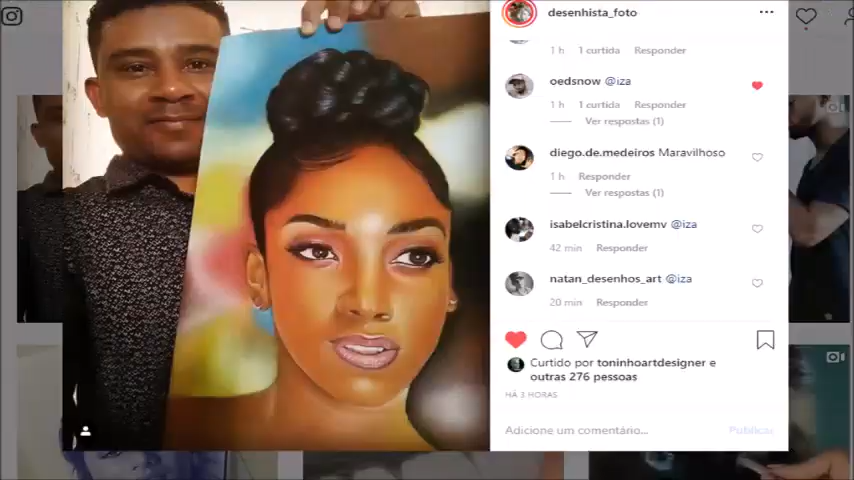 desenhista_foto
1 h 1 curtida Responder
oedsnow @iza
1 h 1 curtida Responder
Ver respostas (1)
diego.de.medeiros Maravilhoso
1 h Responder
Ver respostas (1)
isabelcristina.lovemv @iza
42 min Responder
natan_desenhos_art @iza
20 min Responder
Curtido por toninhoartdesigner e
outras 276 pessoas
HÁ 3 HORAS
Adicione um comentário... Publicar